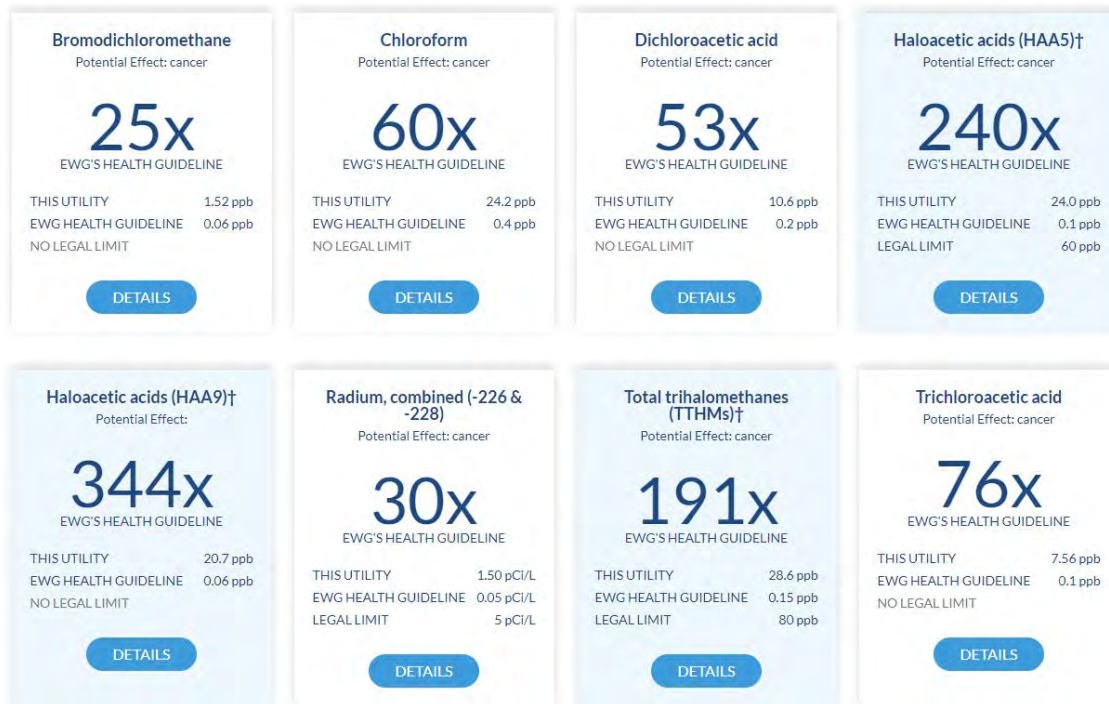 Bromodichloromethane
Potential Effect: cancer
25x
EWG'S HEALTH GUIDELINE
THIS UTILITY 1.52 ppb
EWG HEALTH GUIDELINE 0.06 ppb
NO LEGAL LIMIT
DETAILS
Chloroform
Potential Effect: cancer
60x
EWG'S HEALTH GUIDELINE
THIS UTILITY 24.2 ppb
EWG HEALTH GUIDELINE 0.4 ppb
NO LEGAL LIMIT
DETAILS
Dichloroacetic acid
Potential Effect: cancer
53x
EWG'S HEALTH GUIDELINE
THIS UTILITY 10.6 ppb
EWG HEALTH GUIDELINE 0.2 ppb
NO LEGAL LIMIT
DETAILS
Haloacetic acids (HAA5)†
Potential Effect: cancer
240x
EWG'S HEALTH GUIDELINE
THIS UTILITY 24.0 ppb
EWG HEALTH GUIDELINE 0.1 ppb
LEGAL LIMIT 60 ppb
DETAILS
Haloacetic acids (HAA9)†
Potential Effect:
344x
EWG'S HEALTH GUIDELINE
THIS UTILITY 20.7 ppb
EWG HEALTH GUIDELINE 0.06 ppb
NO LEGAL LIMIT
DETAILS
Radium, combined (-226 &
-228)
Potential Effect: cancer
30x
EWG'S HEALTH GUIDELINE
THIS UTILITY 1.50 pCi/L
EWG HEALTH GUIDELINE 0.05 pCi/L
LEGAL LIMIT 5 pCi/L
DETAILS
Total trihalomethanes
(TTHMs)†
Potential Effect: cancer
191x
EWG'S HEALTH GUIDELINE
THIS UTILITY 28.6 ppb
EWG HEALTH GUIDELINE 0.15 ppb
LEGAL LIMIT 80 ppb
DETAILS
Trichloroacetic acid
Potential Effect: cancer
76x
EWG'S HEALTH GUIDELINE
THIS UTILITY 7.56 ppb
EWG HEALTH GUIDELINE 0.1 ppb
NO LEGAL LIMIT
DETAILS